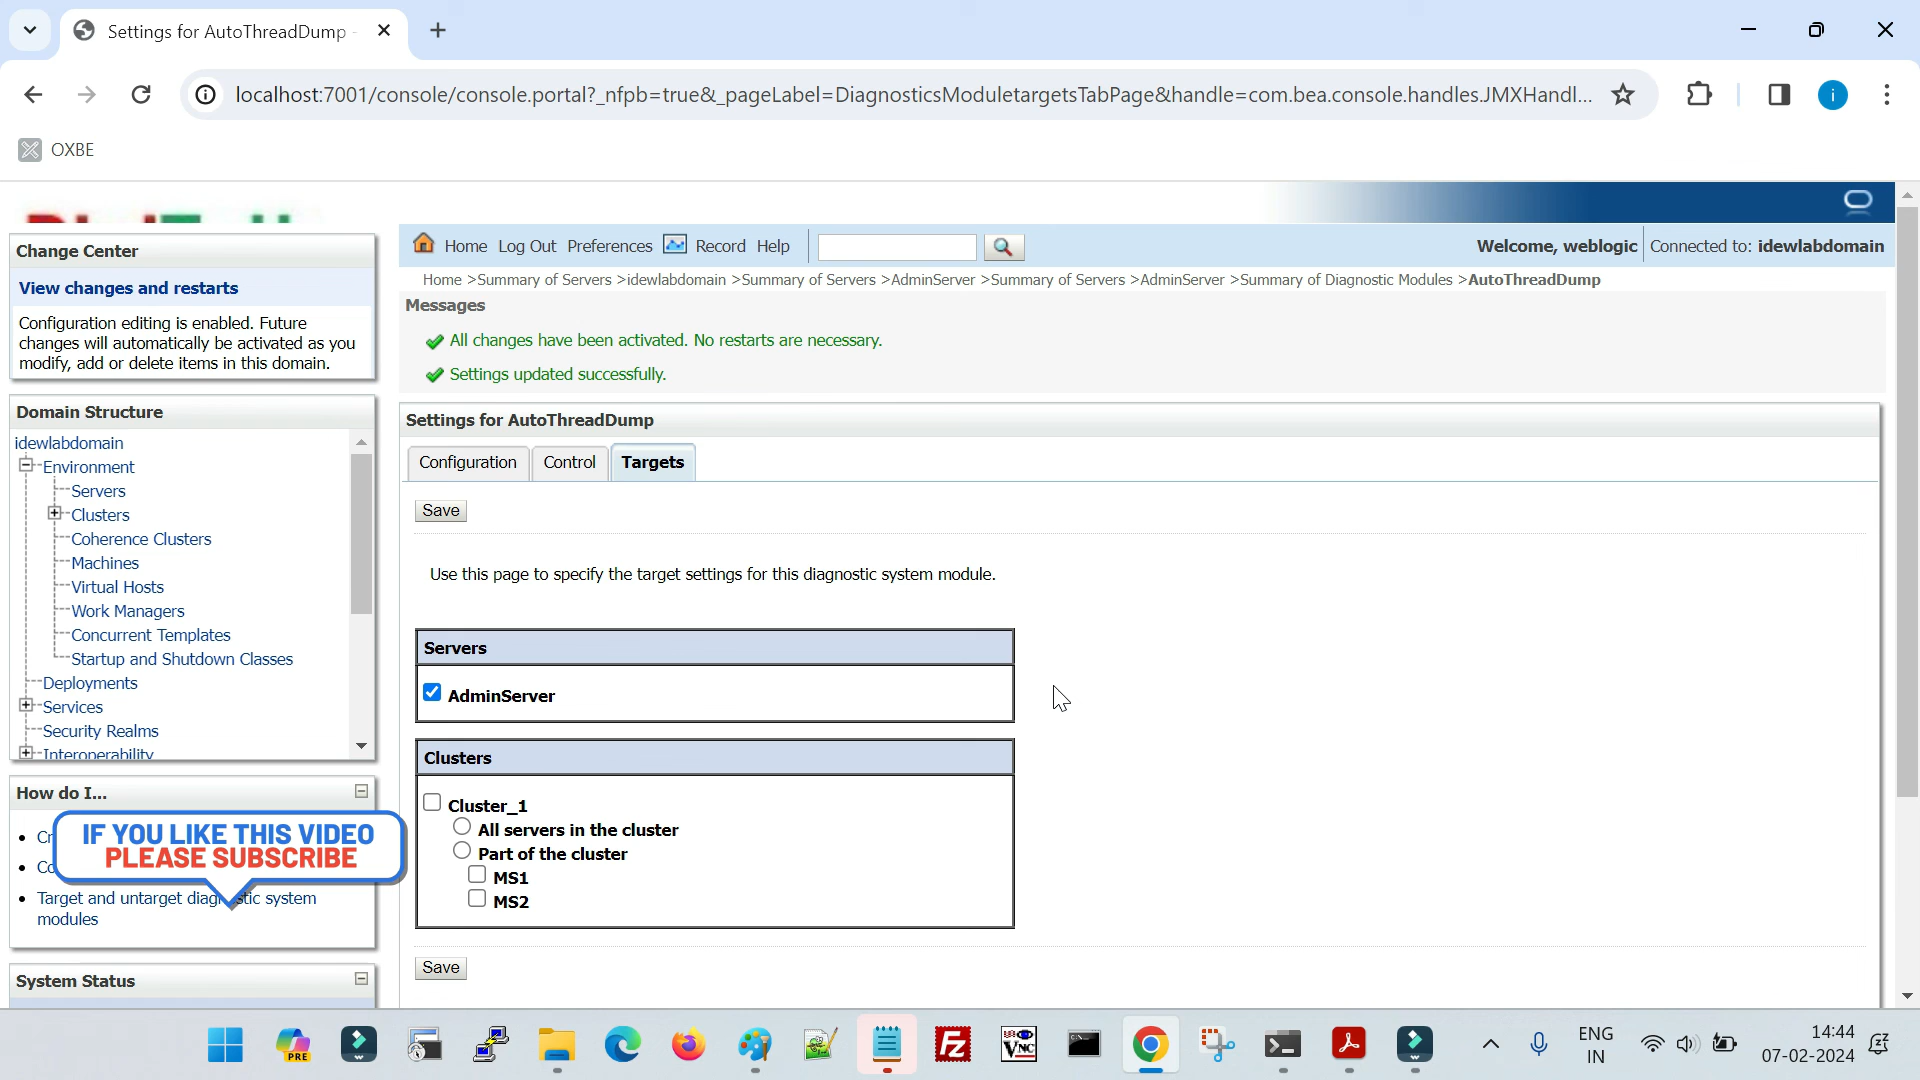 Settings for AutoThreadDump -
localhost:7001/console/console.portal?_nfpb=true&_pageLabel=DiagnosticsModuletargetsTabPage&handle=com.bea.console.handles.JMXHandl...
i
OXBE
Change Center
View changes and restarts
Configuration editing is enabled. Future
changes will automatically be activated as you
modify, add or delete items in this domain.
Domain Structure
idewlabdomain
Environment
Servers
Clusters
Coherence Clusters
Machines
Virtual Hosts
Work Managers
Concurrent Templates
Startup and Shutdown Classes
Deployments
Services
Security Realms
Interoperability
How do I...
IF YOU LIKE THIS VIDEO
PLEASE SUBSCRIBE
Target and untarget diagnostic system
modules
System Status
Home Log Out Preferences Record Help
Welcome, weblogic Connected to: idewlabdomain
Home >Summary of Servers >idewlabdomain >Summary of Servers >AdminServer >Summary of Servers >AdminServer >Summary of Diagnostic Modules >AutoThreadDump
Messages
All changes have been activated. No restarts are necessary.
Settings updated successfully.
Settings for AutoThreadDump
Configuration Control Targets
Save
Use this page to specify the target settings for this diagnostic system module.
Servers
AdminServer
Clusters
Cluster_1
All servers in the cluster
Part of the cluster
MS1
MS2
Save
PRE
VNC
ENG
IN
14:44
07-02-2024